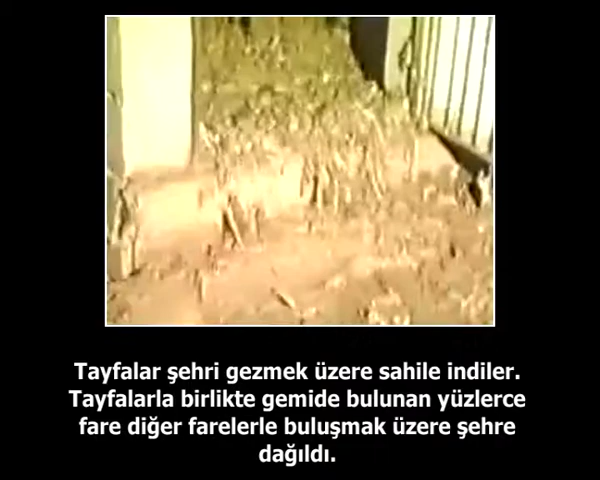 Tayfalar şehri gezmek üzere sahile indiler.
Tayfalarla birlikte gemide bulunan yüzlerce
fare diğer farelerle buluşmak üzere şehre
dağıldı.